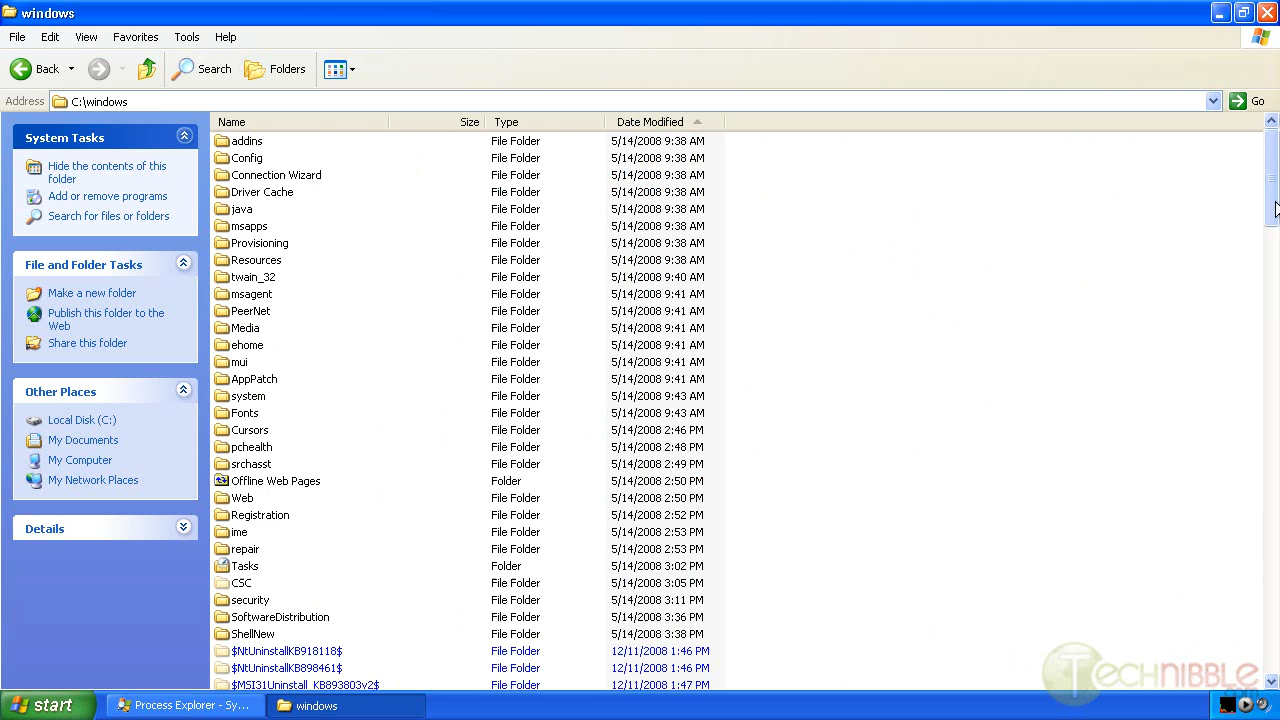 windows
File Edit View Favorites Tools Help
Back Search Folders
Address C:\windows Go
System Tasks
Hide the contents of this
folder
Add or remove programs
Search for files or folders
File and Folder Tasks
Make a new folder
Publish this folder to the
Web
Share this folder
Other Places
Local Disk (C:)
My Documents
My Computer
My Network Places
Details
Name Size Type Date Modified
addins File Folder 5/14/2008 9:38 AM
Config File Folder 5/14/2008 9:38 AM
Connection Wizard File Folder 5/14/2008 9:38 AM
Driver Cache File Folder 5/14/2008 9:38 AM
java File Folder 5/14/2008 9:38 AM
msapps File Folder 5/14/2008 9:38 AM
Provisioning File Folder 5/14/2008 9:38 AM
Resources File Folder 5/14/2008 9:38 AM
twain_32 File Folder 5/14/2008 9:40 AM
msagent File Folder 5/14/2008 9:41 AM
PeerNet File Folder 5/14/2008 9:41 AM
Media File Folder 5/14/2008 9:41 AM
ehome File Folder 5/14/2008 9:41 AM
mui File Folder 5/14/2008 9:41 AM
AppPatch File Folder 5/14/2008 9:41 AM
system File Folder 5/14/2008 9:43 AM
Fonts File Folder 5/14/2008 9:43 AM
Cursors File Folder 5/14/2008 2:46 PM
pchealth File Folder 5/14/2008 2:48 PM
srchasst File Folder 5/14/2008 2:49 PM
Offline Web Pages Folder 5/14/2008 2:50 PM
Web File Folder 5/14/2008 2:50 PM
Registration File Folder 5/14/2008 2:52 PM
ime File Folder 5/14/2008 2:53 PM
repair File Folder 5/14/2008 2:53 PM
Tasks Folder 5/14/2008 3:02 PM
CSC File Folder 5/14/2008 3:05 PM
security File Folder 5/14/2008 3:11 PM
SoftwareDistribution File Folder 5/14/2008 3:36 PM
ShellNew File Folder 5/14/2008 3:38 PM
$NtUninstallKB918118$ File Folder 12/11/2008 1:46 PM
$NtUninstallKB898461$ File Folder 12/11/2008 1:46 PM
$MSI31Uninstall_KB893803v2$ File Folder 12/11/2008 1:47 PM
TECHNIBBLE
.com
start Process Explorer - Sy... windows